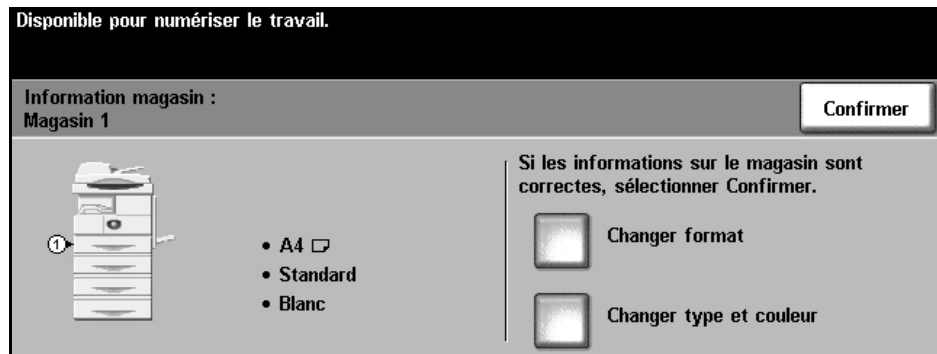 Disponible pour numériser le travail.
Information magasin :
Magasin 1
Confirmer
1
• A4
• Standard
• Blanc
Si les informations sur le magasin sont
correctes, sélectionner Confirmer.
Changer format
Changer type et couleur